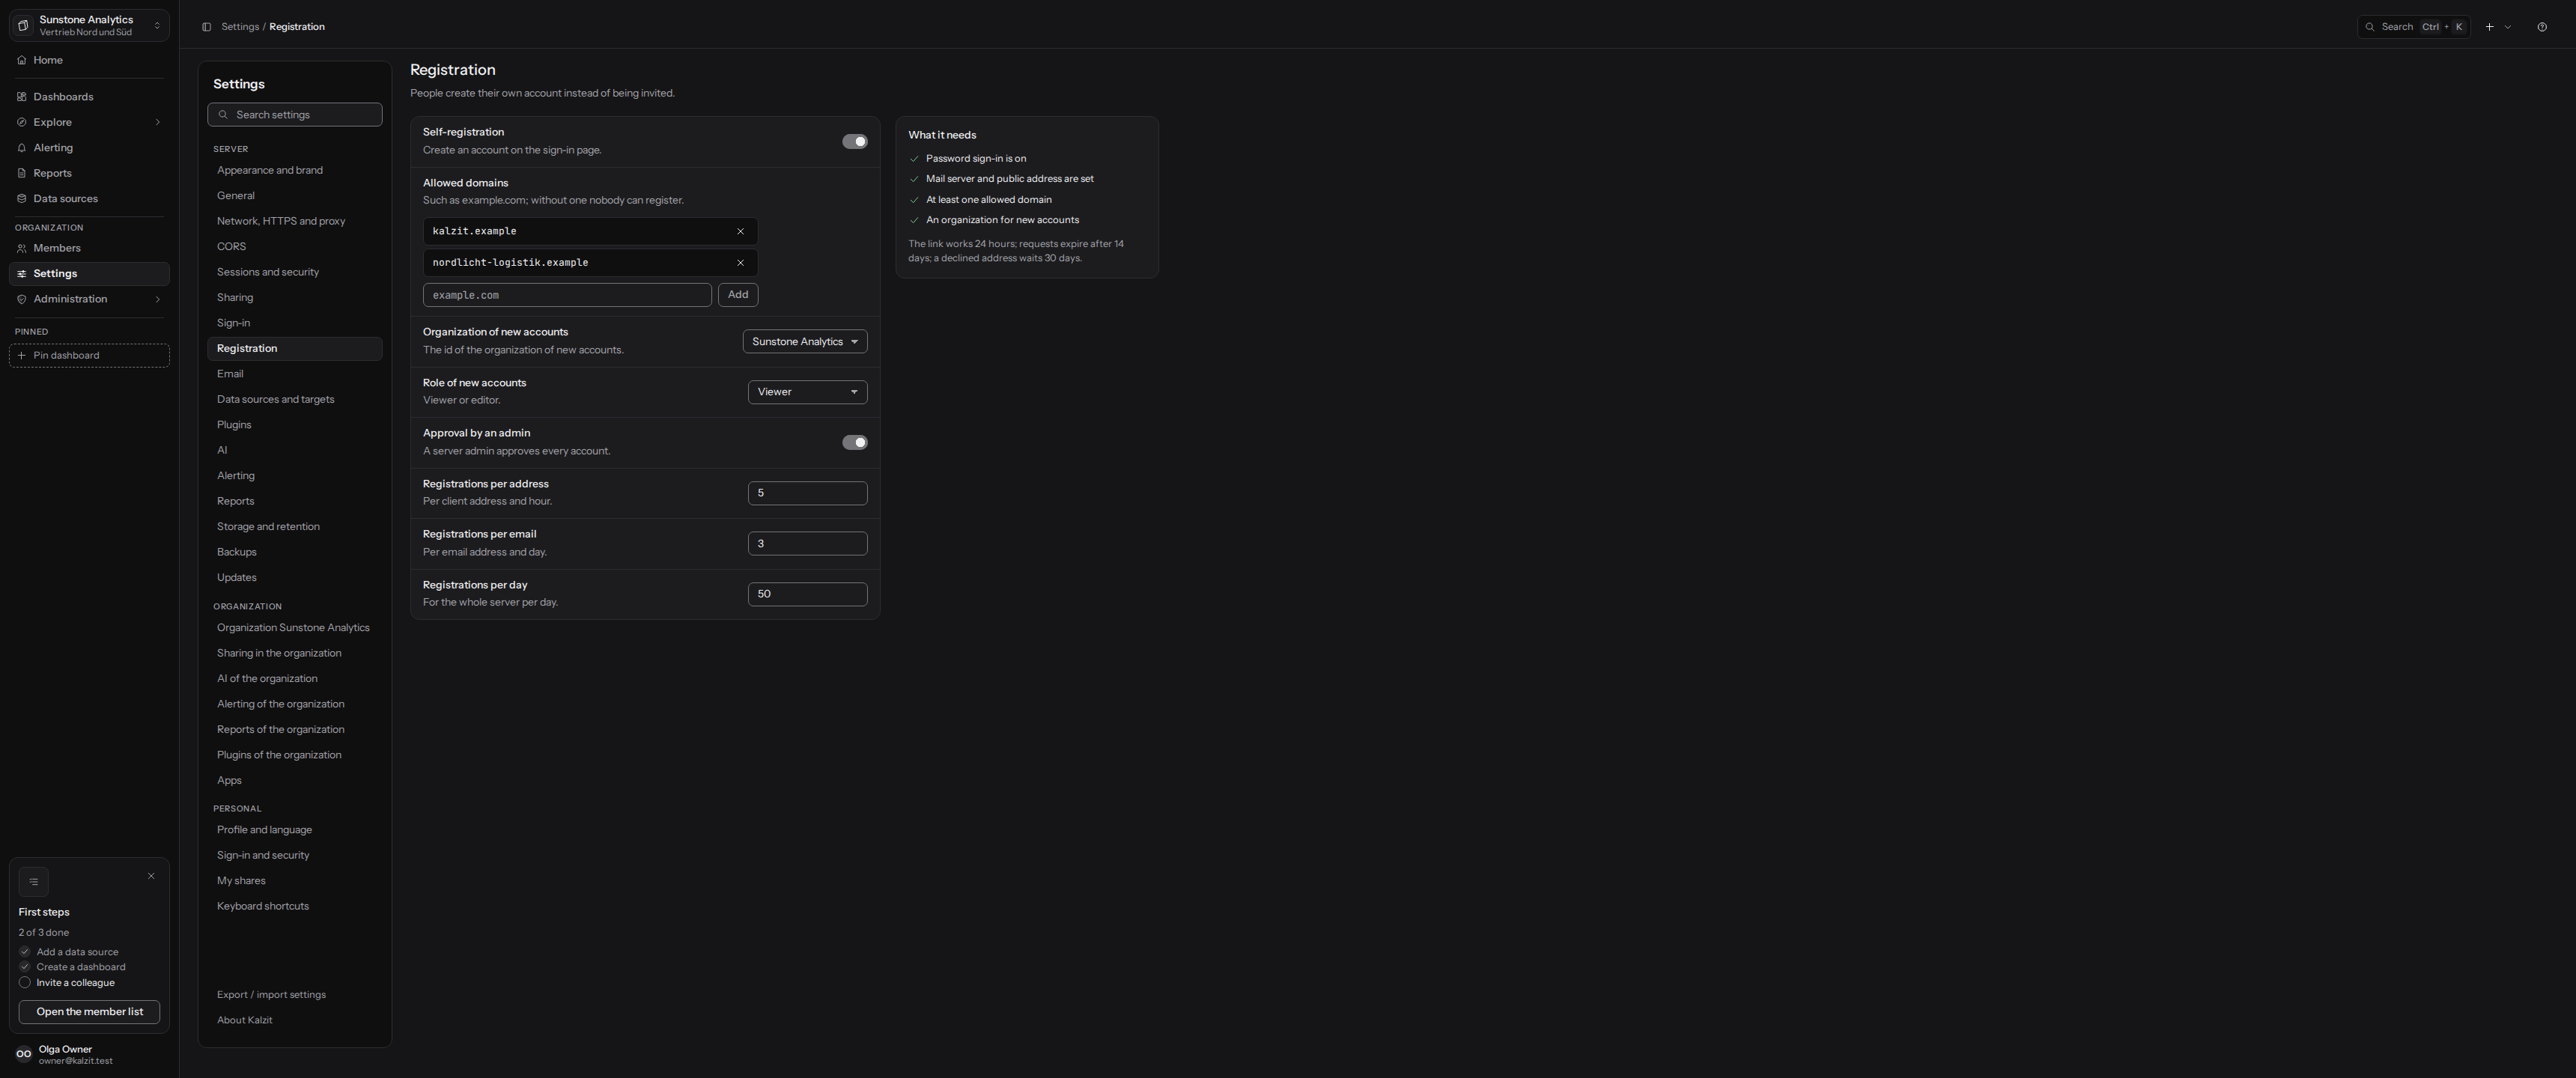 Sunstone Analytics
Vertrieb Nord und Süd
Home
Dashboards
Explore
Alerting
Reports
Data sources
ORGANIZATION
Members
Settings
Administration
PINNED
Pin dashboard
First steps
2 of 3 done
Add a data source
Create a dashboard
Invite a colleague
Open the member list
OO
Olga Owner
owner@kalzit.test
Settings / Registration
Search Ctrl + K
Settings
Search settings
SERVER
Appearance and brand
General
Network, HTTPS and proxy
CORS
Sessions and security
Sharing
Sign-in
Registration
Email
Data sources and targets
Plugins
AI
Alerting
Reports
Storage and retention
Backups
Updates
ORGANIZATION
Organization Sunstone Analytics
Sharing in the organization
AI of the organization
Alerting of the organization
Reports of the organization
Plugins of the organization
Apps
PERSONAL
Profile and language
Sign-in and security
My shares
Keyboard shortcuts
Export / import settings
About Kalzit
Registration
People create their own account instead of being invited.
Self-registration
Create an account on the sign-in page.
Allowed domains
Such as example.com; without one nobody can register.
kalzit.example
nordlicht-logistik.example
example.com
Add
Organization of new accounts
The id of the organization of new accounts.
Sunstone Analytics
Role of new accounts
Viewer or editor.
Viewer
Approval by an admin
A server admin approves every account.
Registrations per address
Per client address and hour.
5
Registrations per email
Per email address and day.
3
Registrations per day
For the whole server per day.
50
What it needs
Password sign-in is on
Mail server and public address are set
At least one allowed domain
An organization for new accounts
The link works 24 hours; requests expire after 14
days; a declined address waits 30 days.